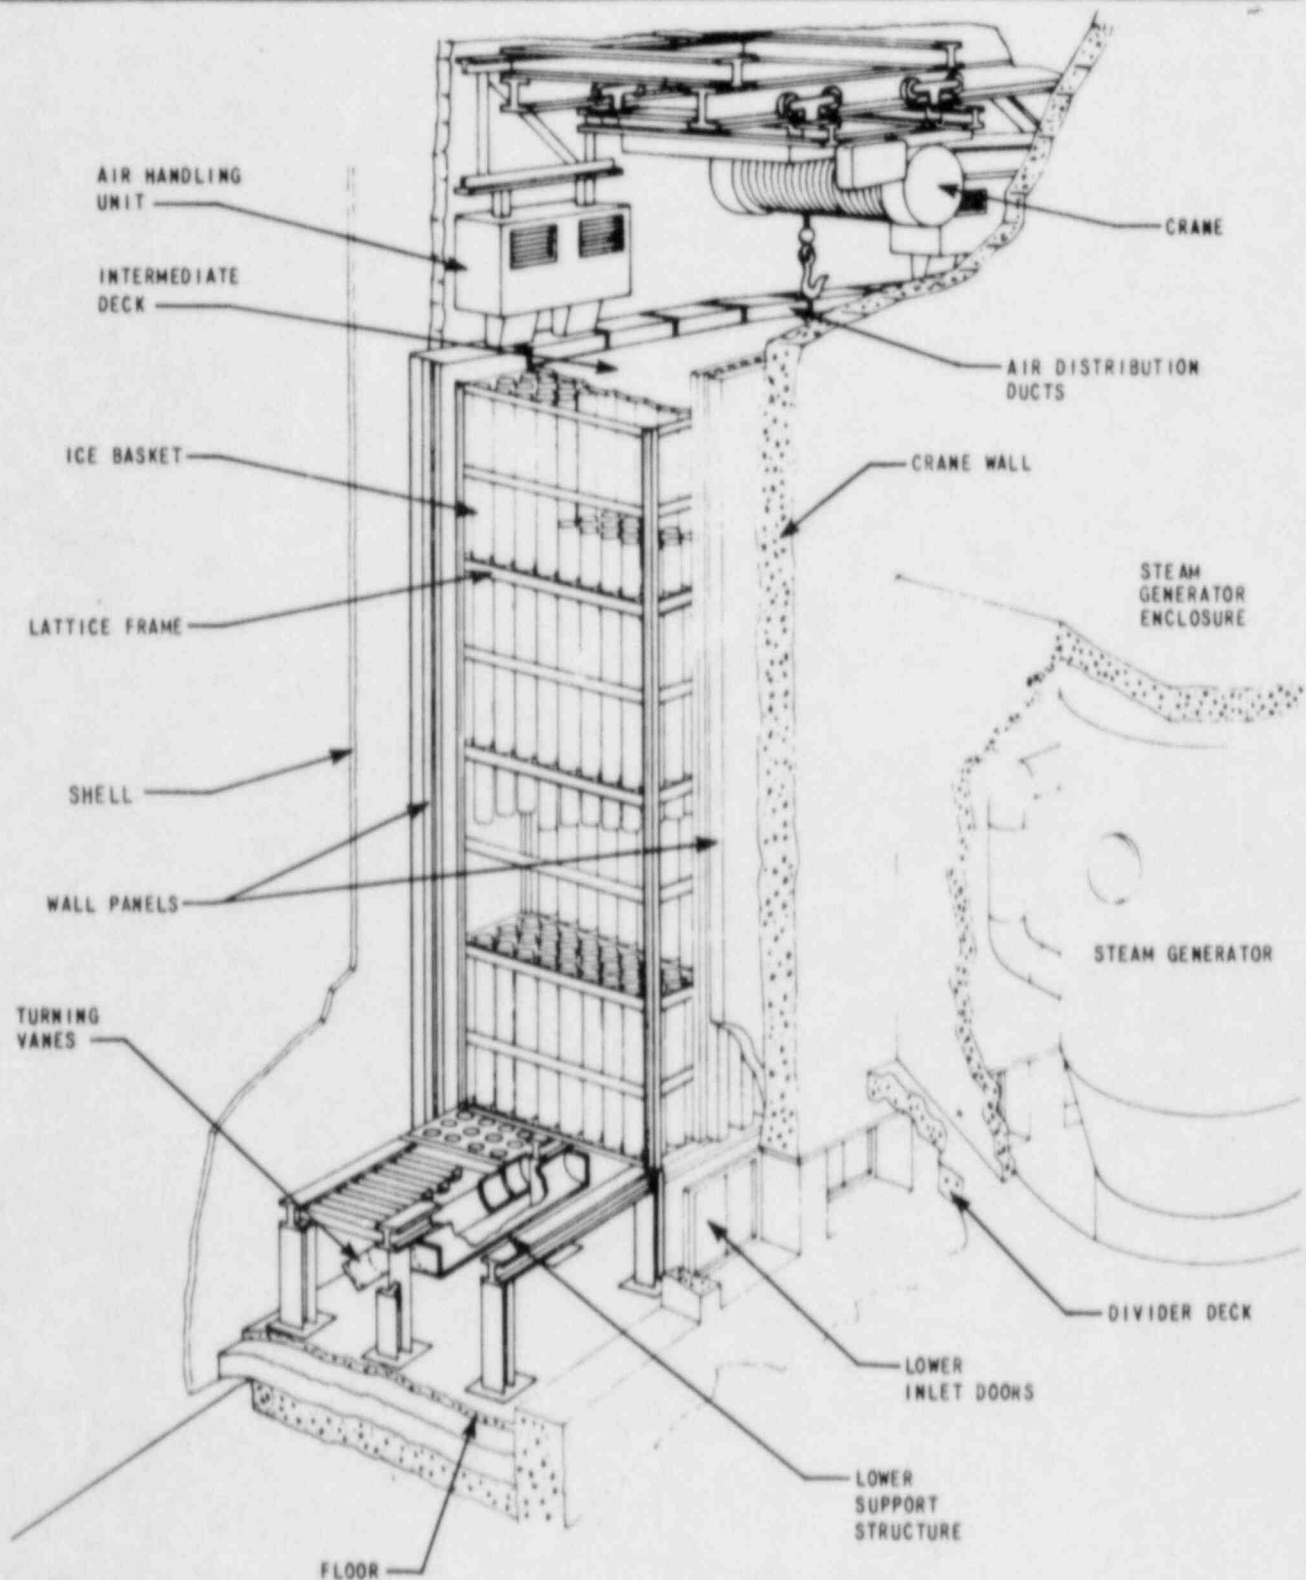 AIR HANDLING
UNIT
CRANE
INTERMEDIATE
DECK
AIR DISTRIBUTION
DUCTS
ICE BASKET
CRANE WALL
STEAM
GENERATOR
ENCLOSURE
LATTICE FRAME
SHELL
WALL PANELS
STEAM GENERATOR
TURNING
VANES
DIVIDER DECK
LOWER
INLET DOORS
LOWER
SUPPORT
STRUCTURE
FLOOR